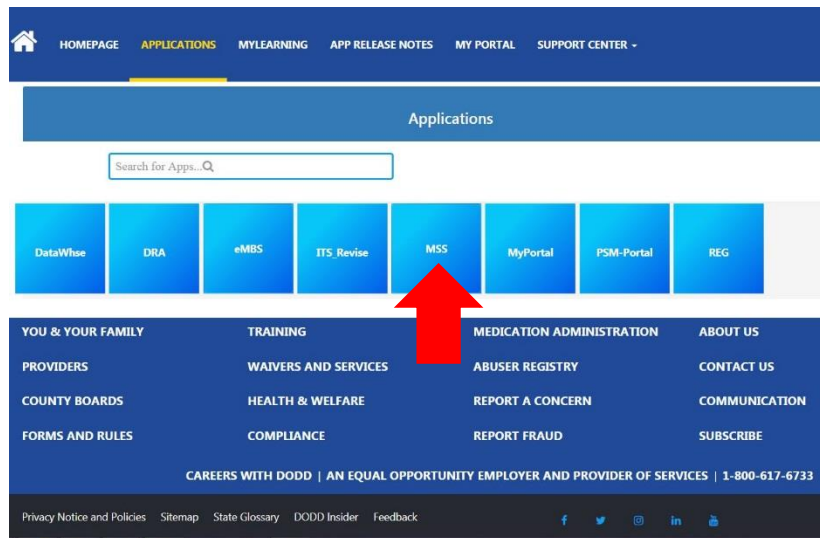 HOMEPAGE APPLICATIONS MYLEARNING APP RELEASE NOTES MY PORTAL SUPPORT CENTER
Applications
Search for Apps...
DataWhse DRA eMBS ITS_Revise MSS MyPortal PSM-Portal REG
YOU & YOUR FAMILY TRAINING MEDICATION ADMINISTRATION ABOUT US
PROVIDERS WAIVERS AND SERVICES ABUSER REGISTRY CONTACT US
COUNTY BOARDS HEALTH & WELFARE REPORT A CONCERN COMMUNICATION
FORMS AND RULES COMPLIANCE REPORT FRAUD SUBSCRIBE
CAREERS WITH DODD | AN EQUAL OPPORTUNITY EMPLOYER AND PROVIDER OF SERVICES | 1-800-617-6733
Privacy Notice and Policies Sitemap State Glossary DODD Insider Feedback